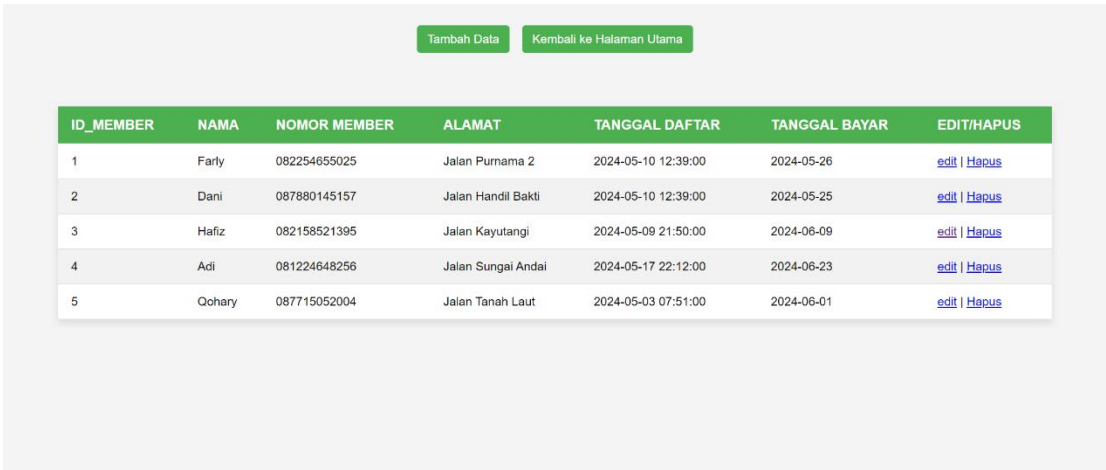 Tambah Data Kembali ke Halaman Utama
ID_MEMBER NAMA NOMOR MEMBER ALAMAT TANGGAL DAFTAR TANGGAL BAYAR EDIT/HAPUS
1 Farly 082254655025 Jalan Purnama 2 2024-05-10 12:39:00 2024-05-26 edit | Hapus
2 Dani 087880145157 Jalan Handil Bakti 2024-05-10 12:39:00 2024-05-25 edit | Hapus
3 Hafiz 082158521395 Jalan Kayutangi 2024-05-09 21:50:00 2024-06-09 edit | Hapus
4 Adi 081224648256 Jalan Sungai Andai 2024-05-17 22:12:00 2024-06-23 edit | Hapus
5 Qohary 087715052004 Jalan Tanah Laut 2024-05-03 07:51:00 2024-06-01 edit | Hapus